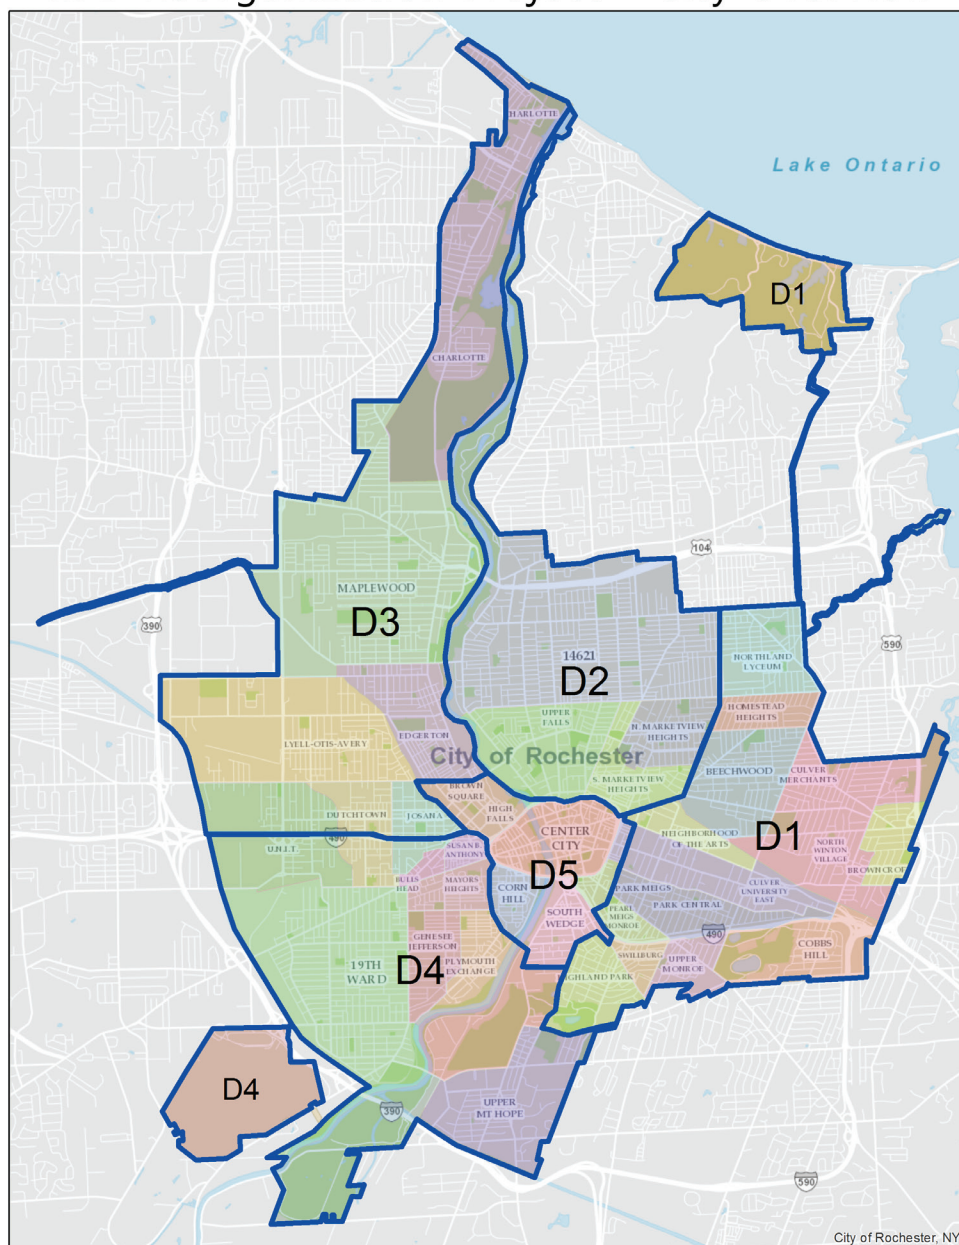 CHARLOTTE
Lake Ontario
D1
CHARLOTTE
104
MAPLEWOOD
390
D3
590
14621
NORTHLAND
LYCEUM
D2
UPPER
FALLS
HOMESTEAD
HEIGHTS
N. MARKETVIEW
HEIGHTS
EDGERTON
LYELL-OTIS-AVERY
City of Rochester
BEECHWOOD
CULVER
MERCHANTS
S. MARKETVIEW
HEIGHTS
BROWN
SQUARE
HIGH
FALLS
DUTCHTOWN
JOSANA
490
CENTER
CITY
NEIGHBORHOOD
OF THE ARTS
D1
U.N.I.T.
SUSAN B.
ANTHONY
NORTH
WINTON
VILLAGE
BROWNCROFT
BULLS
HEAD
MAYORS
HEIGHTS
D5
CORN
HILL
PARK MEIGS
CULVER
UNIVERSITY
EAST
PARK CENTRAL
SOUTH
WEDGE
PEARL
MEIGS
MONROE
490
GENESEE
JEFFERSON
COBBS
HILL
SWILLBURG
UPPER
MONROE
PLYMOUTH
EXCHANGE
19TH
WARD
D4
HIGHLAND PARK
D4
390
UPPER
MT HOPE
590
City of Rochester, NY